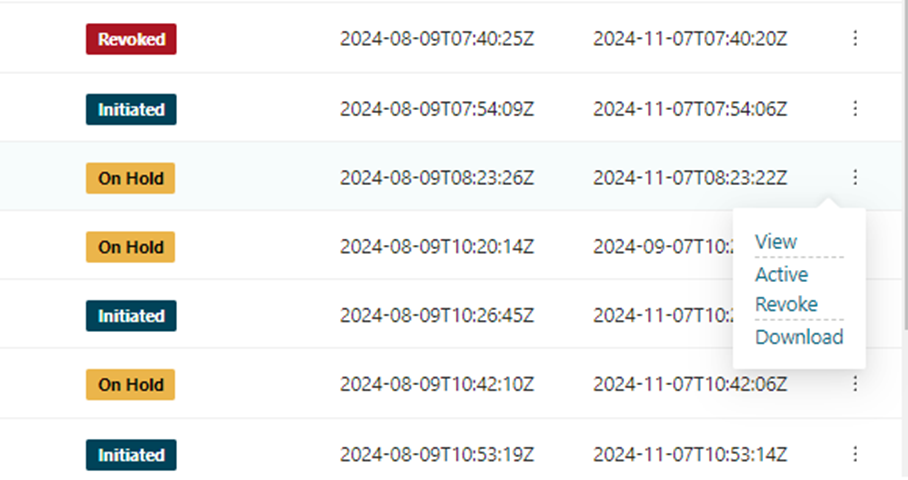 Revoked 2024-08-09T07:40:25Z 2024-11-07T07:40:20Z
Initiated 2024-08-09T07:54:09Z 2024-11-07T07:54:06Z
On Hold 2024-08-09T08:23:26Z 2024-11-07T08:23:22Z
On Hold 2024-08-09T10:20:14Z 2024-09-07T10:
Initiated 2024-08-09T10:26:45Z 2024-11-07T10:
On Hold 2024-08-09T10:42:10Z 2024-11-07T10:42:06Z
Initiated 2024-08-09T10:53:19Z 2024-11-07T10:53:14Z
View
Active
Revoke
Download